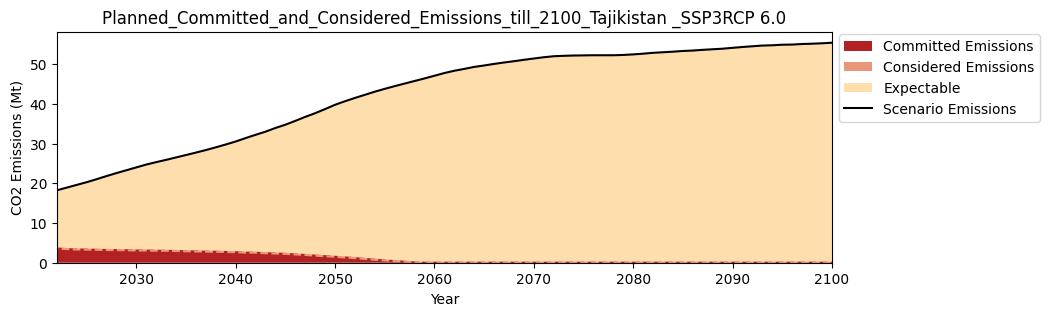 Planned_Committed_and_Considered_Emissions_till_2100_Tajikistan _SSP3RCP 6.0
Committed Emissions
Considered Emissions
Expectable
Scenario Emissions
CO2 Emissions (Mt)
50
40
30
20
10
0
2030 2040 2050 2060 2070 2080 2090 2100
Year